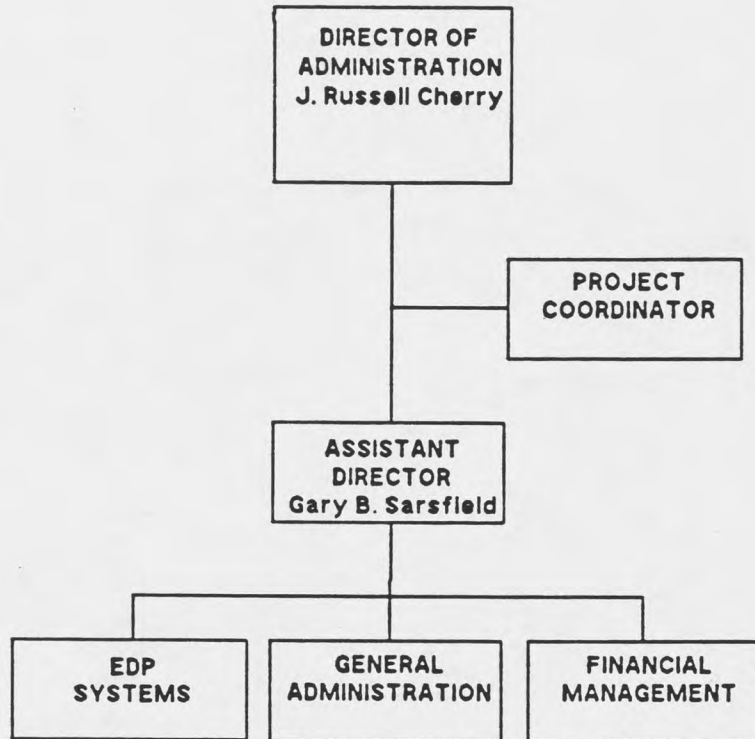 DIRECTOR OF
ADMINISTRATION
J. Russell Cherry
PROJECT
COORDINATOR
ASSISTANT
DIRECTOR
Gary B. Sarsfield
EDP
SYSTEMS
GENERAL
ADMINISTRATION
FINANCIAL
MANAGEMENT